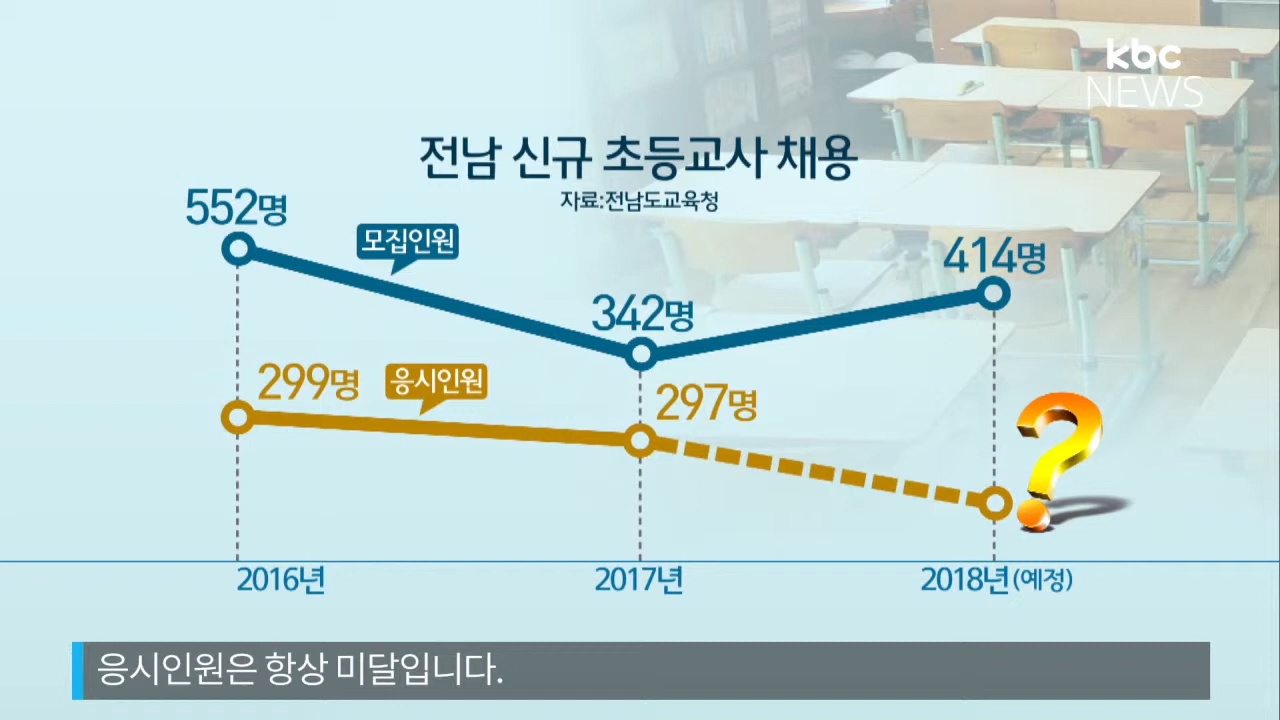 kbc
NEWS
전남 신규 초등교사 채용
자료:전남도교육청
552명
모집인원
342명
414명
299명
응시인원
297명
?
2016년
2017년
2018년(예정)
응시인원은 항상 미달입니다.